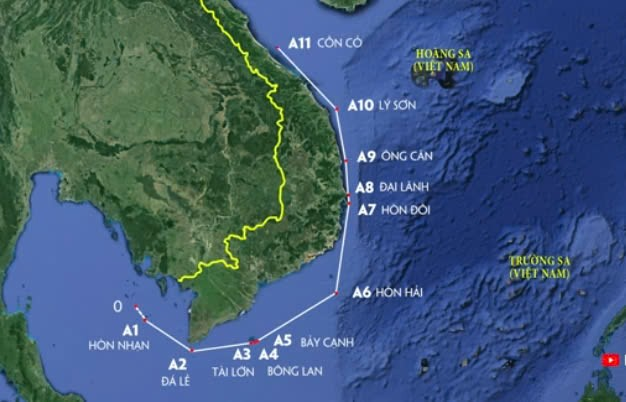 A11 CỒN CỎ
HOÀNG SA
(VIỆT NAM)
A10 LÝ SƠN
A9 ÔNG CĂN
A8 ĐẠI LÃNH
A7 HÒN ĐÔI
TRƯỜNG SA
(VIỆT NAM)
A6 HÒN HẢI
0
A1
HÒN NHẠN
A2
ĐÁ LẺ
A3
TÀI LỚN
A4
BÔNG LAN
A5 BẢY CẠNH